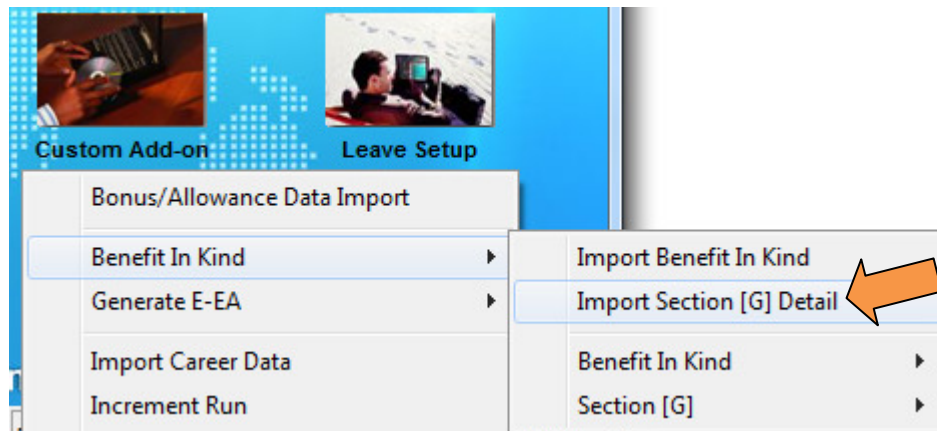 Custom Add-on
Leave Setup
Bonus/Allowance Data Import
Benefit In Kind
Generate E-EA
Import Career Data
Increment Run
Import Benefit In Kind
Import Section [G] Detail
Benefit In Kind
Section [G]